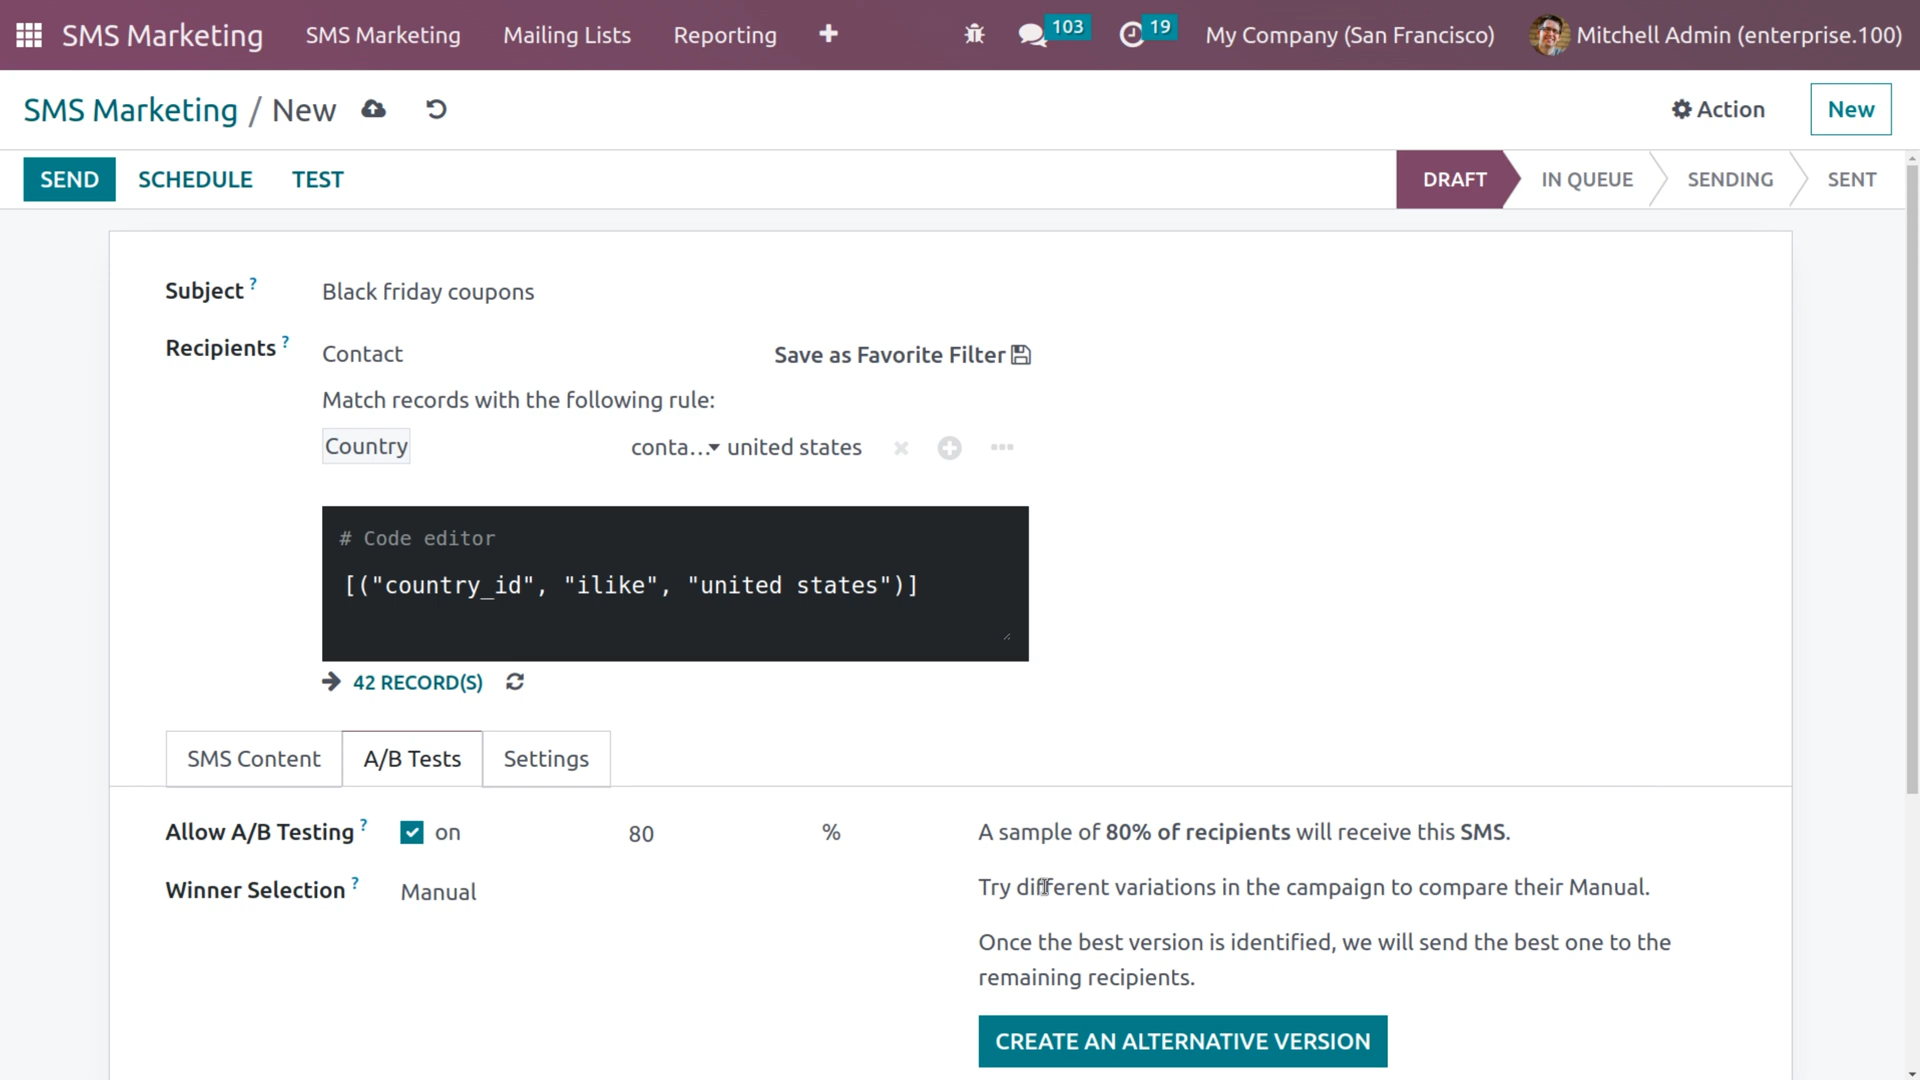 SMS Marketing SMS Marketing Mailing Lists Reporting 103 19 My Company (San Francisco) Mitchell Admin (enterprise.100)
SMS Marketing / New Action New
SEND SCHEDULE TEST DRAFT IN QUEUE SENDING SENT
Subject ? Black friday coupons
Recipients ? Contact Save as Favorite Filter
Match records with the following rule:
Country conta... united states
# Code editor
[("country_id", "ilike", "united states")]
42 RECORD(S)
SMS Content A/B Tests Settings
Allow A/B Testing ? on 80 % A sample of 80% of recipients will receive this SMS.
Winner Selection ? Manual Try different variations in the campaign to compare their Manual.
Once the best version is identified, we will send the best one to the
remaining recipients.
CREATE AN ALTERNATIVE VERSION